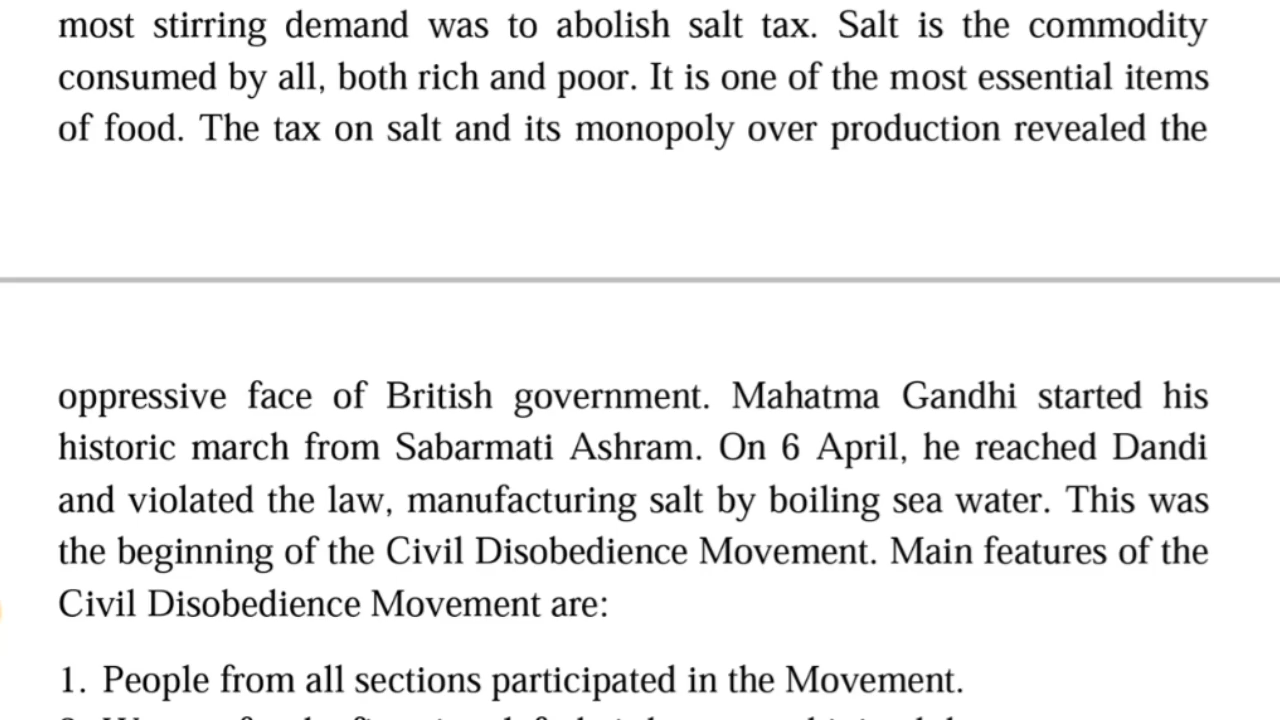 most stirring demand was to abolish salt tax. Salt is the commodity
consumed by all, both rich and poor. It is one of the most essential items
of food. The tax on salt and its monopoly over production revealed the
oppressive face of British government. Mahatma Gandhi started his
historic march from Sabarmati Ashram. On 6 April, he reached Dandi
and violated the law, manufacturing salt by boiling sea water. This was
the beginning of the Civil Disobedience Movement. Main features of the
Civil Disobedience Movement are:
1. People from all sections participated in the Movement.